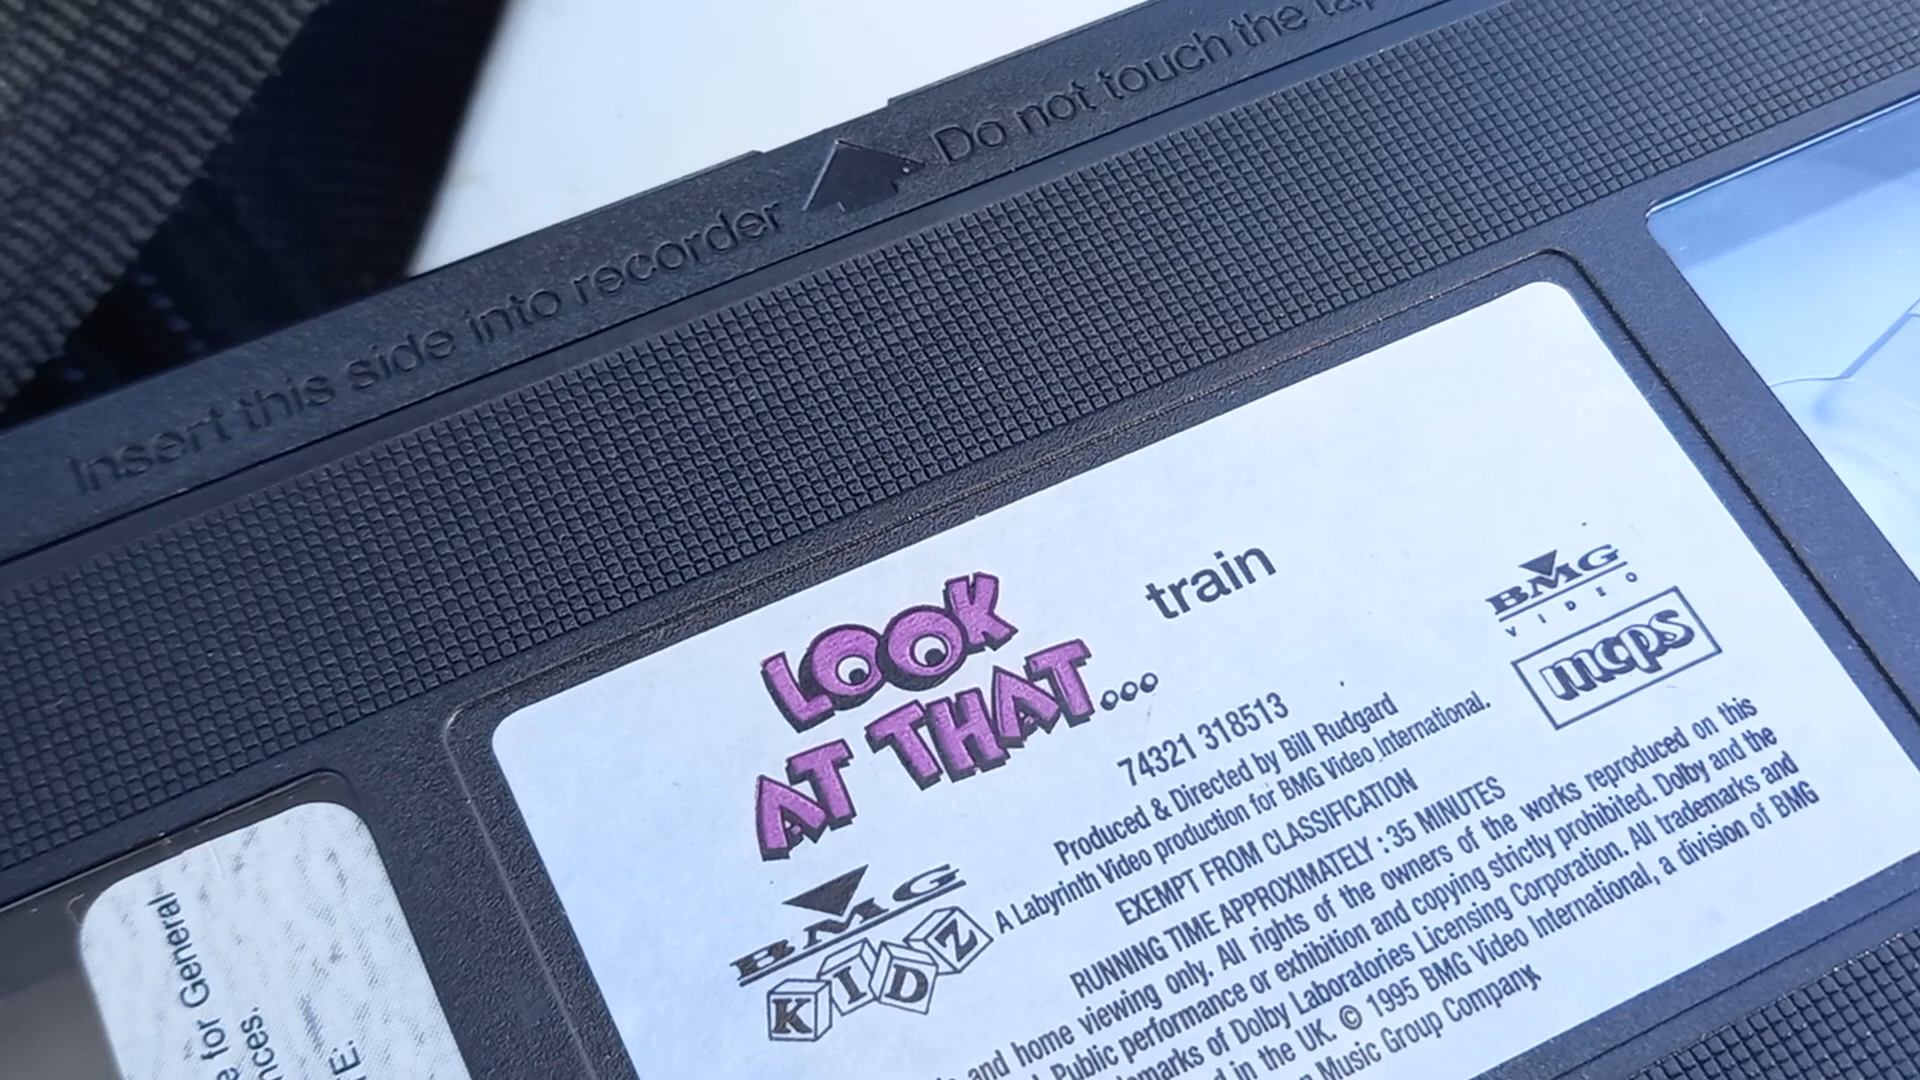 Insert this side into recorder
Do not touch the
LOOK
AT THAT...
train
BMG
VIDEO
mcps
74321 318513
Produced & Directed by Bill Rudgard
A Labyrinth Video production for BMG Video International.
EXEMPT FROM CLASSIFICATION
RUNNING TIME APPROXIMATELY : 35 MINUTES
and home viewing only. All rights of the owners of the works reproduced on this
Public performance or exhibition and copying strictly prohibited. Dolby and the
of Dolby Laboratories Licensing Corporation. All trademarks and
in the UK. © 1995 BMG Video International, a division of BMG
Music Group Company.
BMG
KIDZ
for General